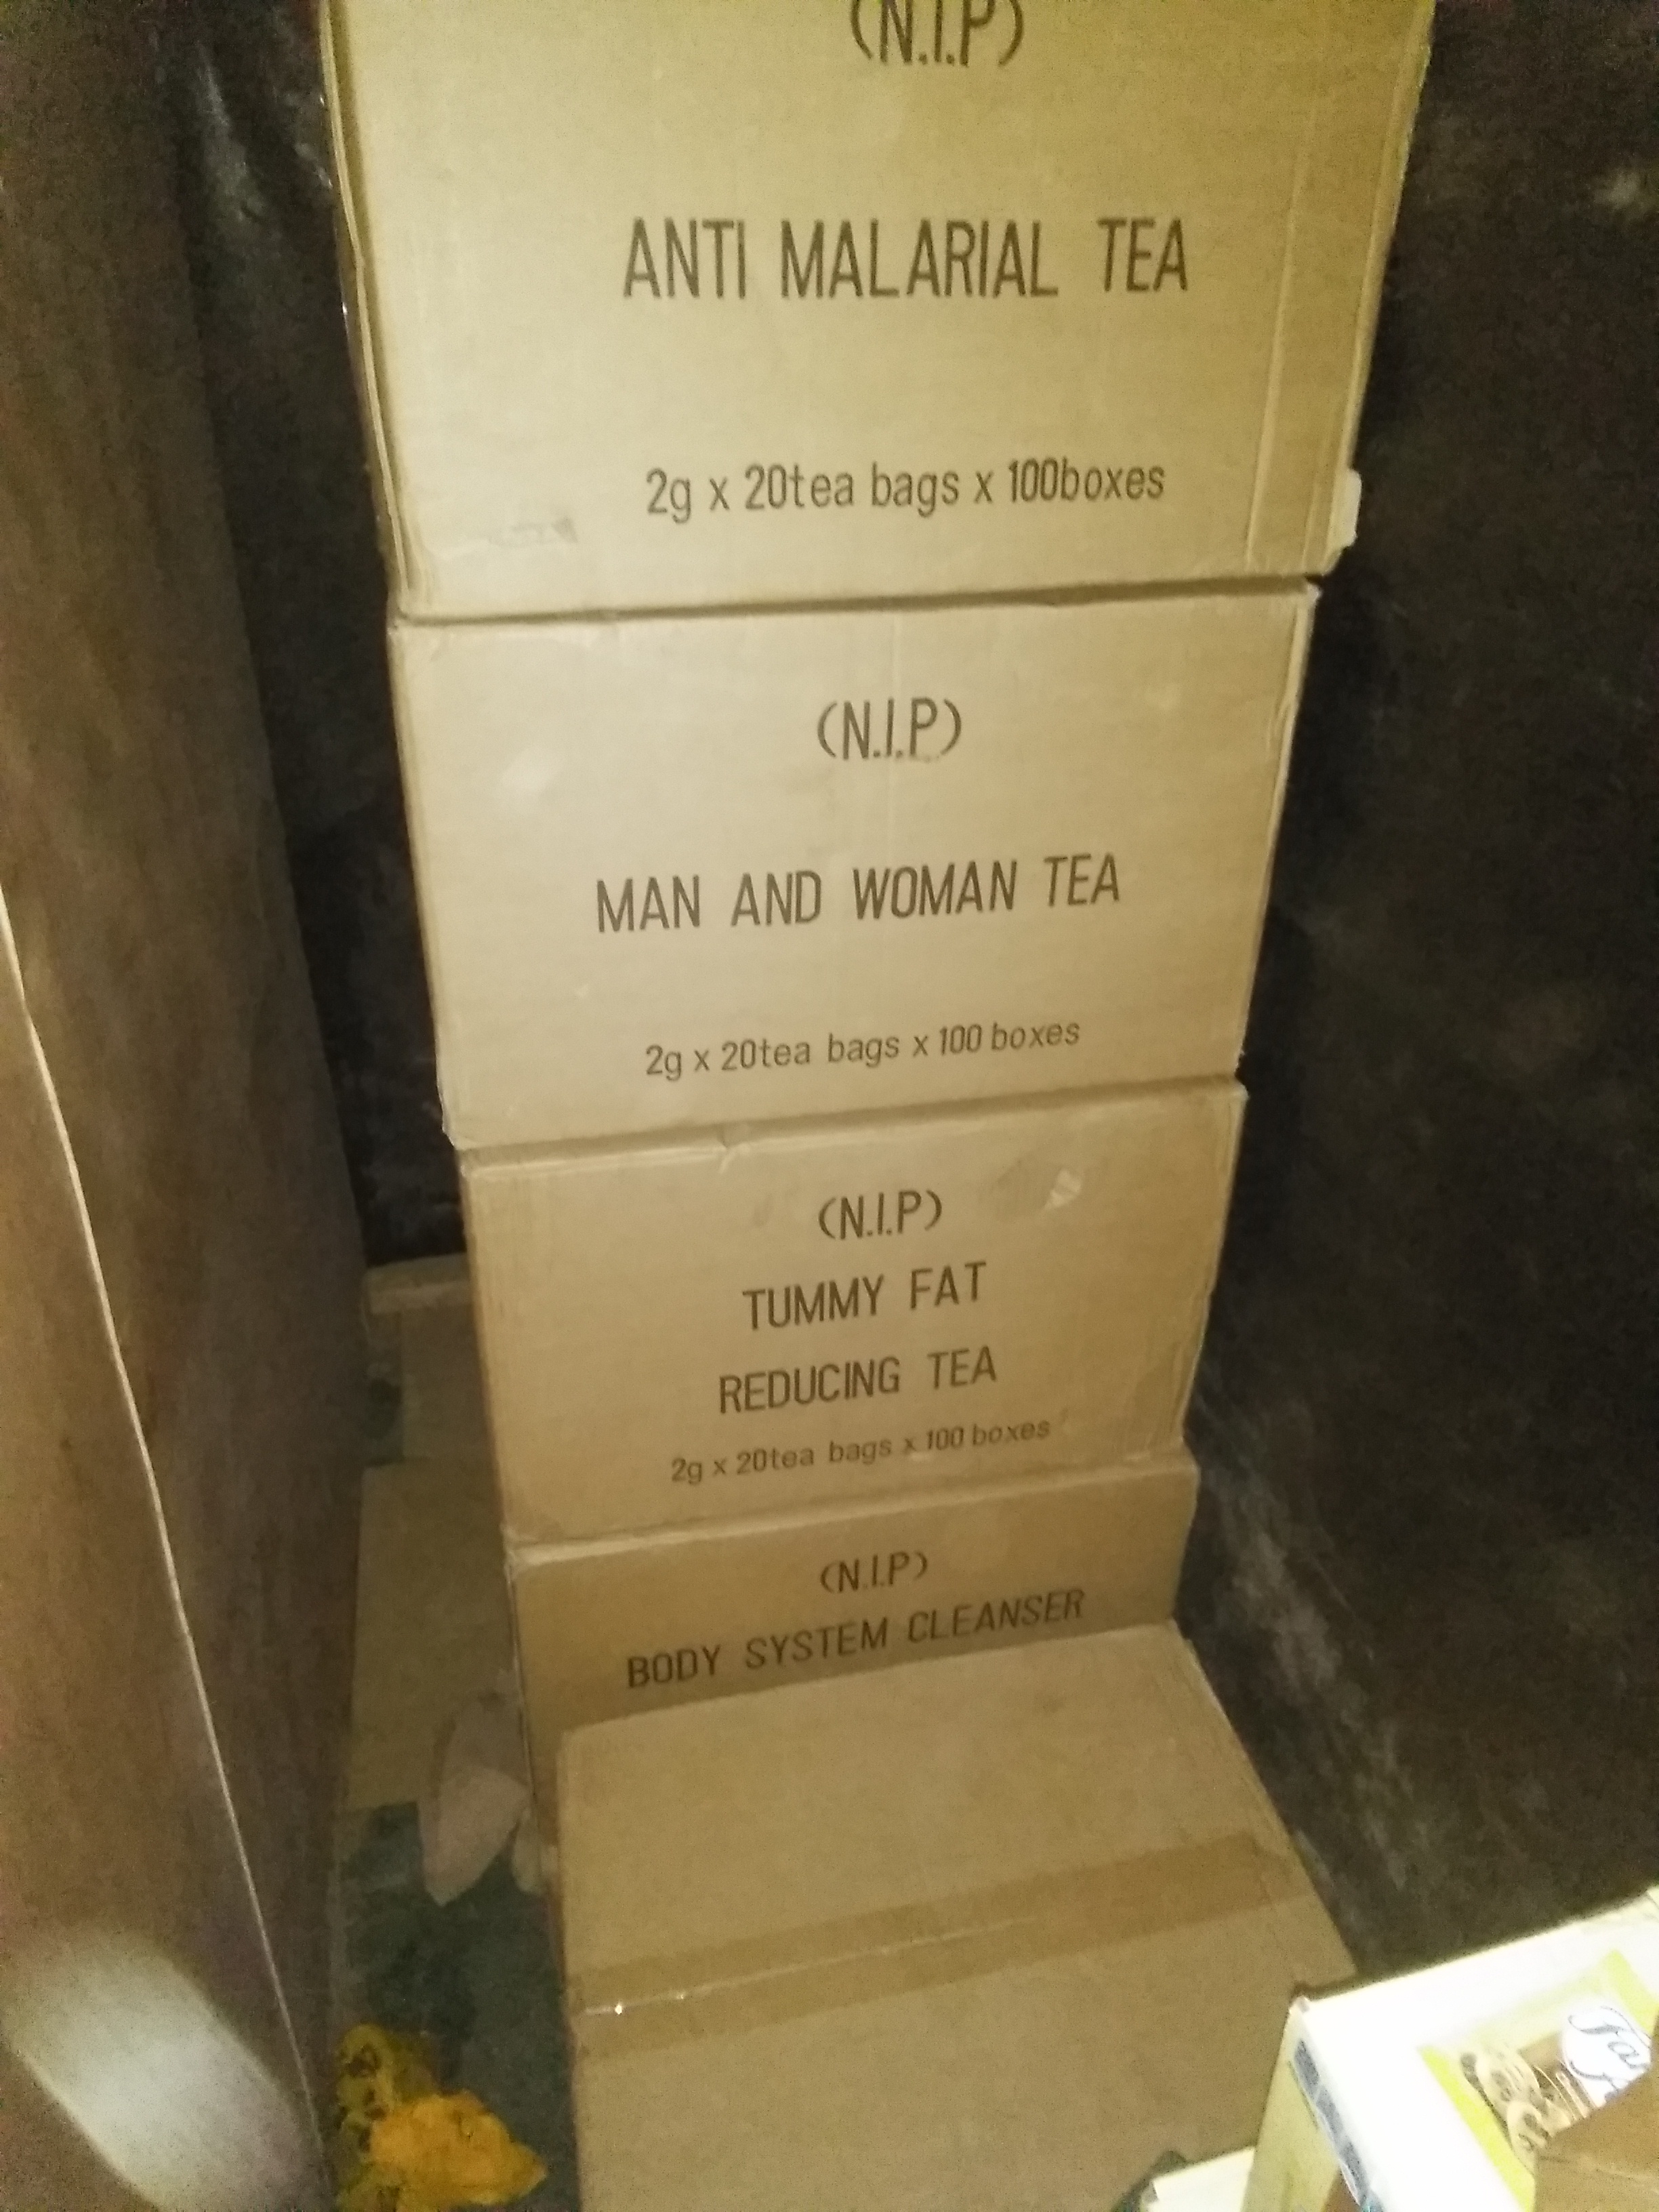 (N.I.P)
ANTI MALARIAL TEA
2g x 20tea bags x 100boxes
(N.I.P)
MAN AND WOMAN TEA
2g x 20tea bags x 100 boxes
(N.I.P)
TUMMY FAT
REDUCING TEA
2g x 20tea bags x 100 boxes
(N.I.P)
BODY SYSTEM CLEANSER